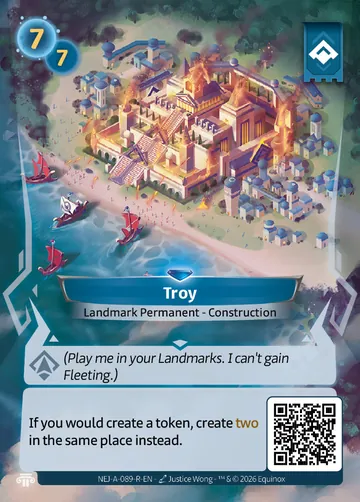 7
7
Troy
Landmark Permanent - Construction
(Play me in your Landmarks. I can't gain
Fleeting.)
If you would create a token, create two
in the same place instead.
NEJ-A-089-R-EN - Justice Wong - ™ & © 2026 Equinox